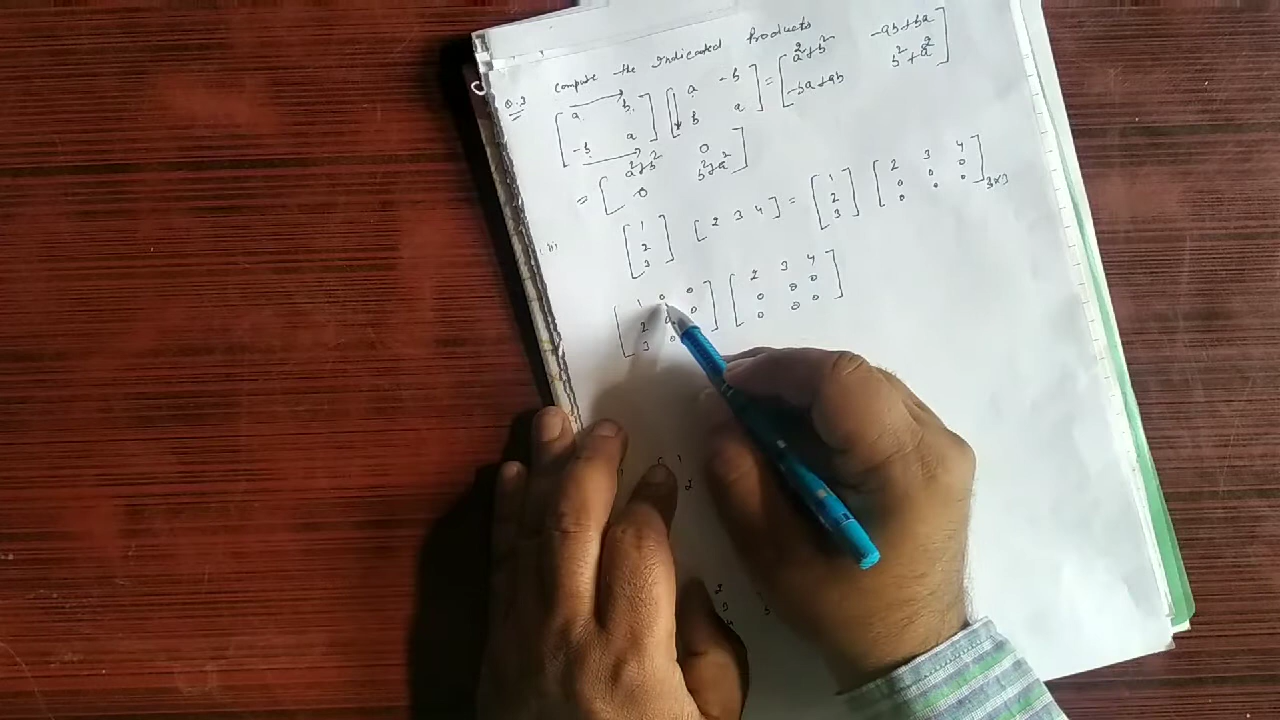 Q.3 Compute the Indicated Products
[ a b ] [ a -b ] = [ a²+b² -ab+ba ]
[ -b a ] [ b a ] [ -ba+ab b²+a² ]
= [ a²+b² 0 ]
[ 0 b²+a² ]
[ 1 ] [ 2 3 4 ] = [ 1 ] [ 2 3 4 ]
[ 2 ] [ 2 ] [ 0 0 0 ]
[ 3 ] [ 3 ] [ 0 0 0 ] 3×3
[ 1 0 0 ] [ 2 3 4 ]
[ 2 0 0 ] [ 0 0 0 ]
[ 3 0 ] [ 0 0 0 ]